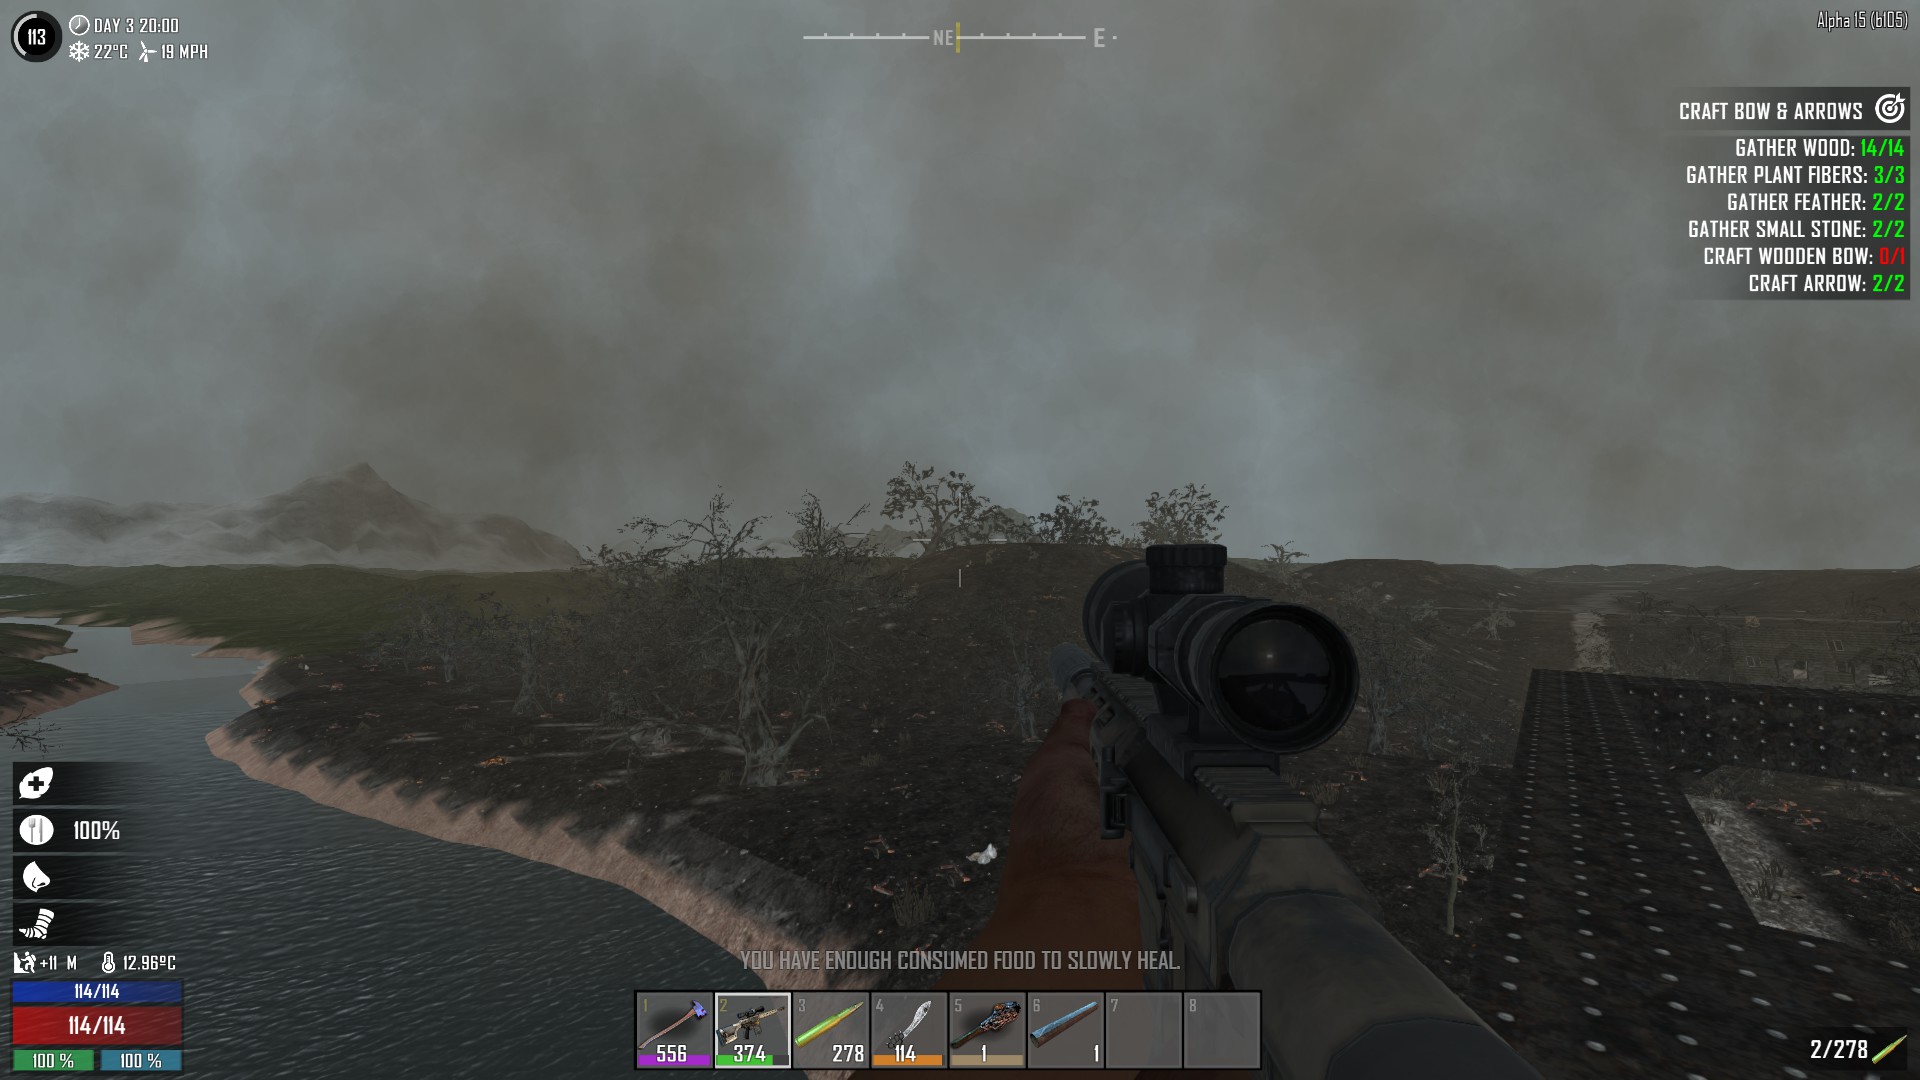 113
DAY 3 20:00
22°C 19 MPH
NE E
Alpha 15 (b105)
CRAFT BOW & ARROWS
GATHER WOOD: 14/14
GATHER PLANT FIBERS: 3/3
GATHER FEATHER: 2/2
GATHER SMALL STONE: 2/2
CRAFT WOODEN BOW: 0/1
CRAFT ARROW: 2/2
100%
+11 M 12.96ºC
114/114
114/114
100 % 100 %
YOU HAVE ENOUGH CONSUMED FOOD TO SLOWLY HEAL.
1 2 3 4 5 6 7 8
556 374 278 114 1 1
2/278